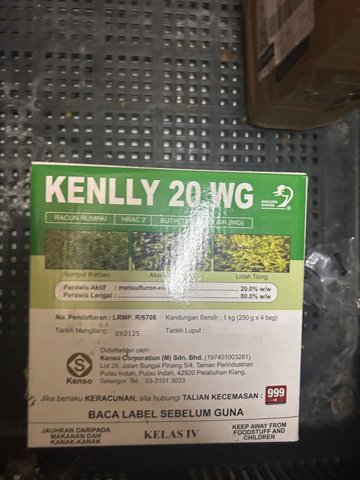 KENLLY 20 WG
GOLDEN GOOSE
RACUN RUMPAI HRAC 2 (WG)
Rumpai Kerbau Lidah Tiong
Perawis Aktif : 20.0% w/w
Perawis Lengai : 80.0% w/w
No. Pendaftaran : LRMP. R/6708 Kandungan Bersih : 1 kg (250 g x 4 beg)
Tarikh Mengilang : 060125 Tarikh Luput :
Didaftarkan oleh:
Kenso Corporation (M) Sdn. Bhd. (197401003281)
Lot 29, Jalan Sungai Pinang 5/4, Taman Perindustrian
Pulau Indah, Pulau Indah, 42920 Pelabuhan Klang,
Selangor. Tel : 03-3101 3033
Kenso
Jika berlaku KERACUNAN, sila hubungi TALIAN KECEMASAN : 999
BACA LABEL SEBELUM GUNA
JAUHKAN DARIPADA
MAKANAN DAN
KANAK-KANAK
KELAS IV
KEEP AWAY FROM
FOODSTUFF AND
CHILDREN